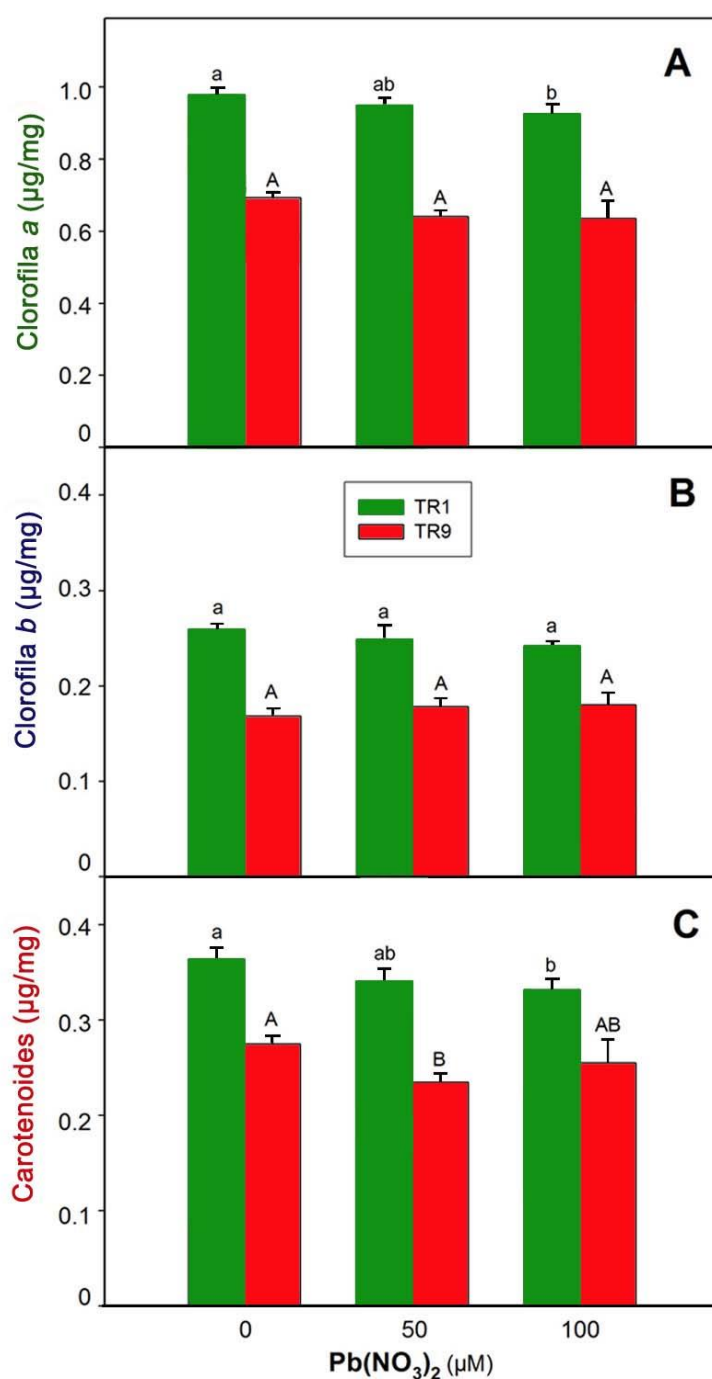 A
Clorofila a (µg/mg)
1.0
0.8
0.6
0.4
0.2
0
a
A
ab
A
b
A
B
Clorofila b (µg/mg)
0.4
0.3
0.2
0.1
0
TR1
TR9
a
A
a
A
a
A
C
Carotenoides (µg/mg)
0.4
0.3
0.2
0.1
0
a
A
ab
B
b
AB
0 50 100
Pb(NO₃)₂ (µM)